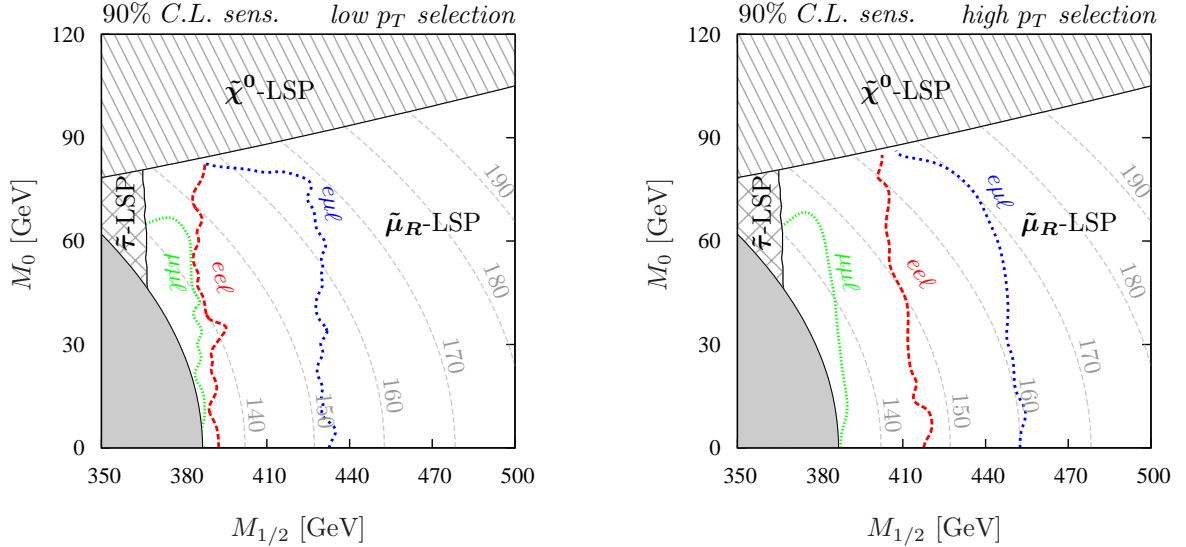 90% C.L. sens. low p_T selection
120
90
60
30
0
M_0 [GeV]
χ̃⁰-LSP
τ̃-LSP
μ̃_R-LSP
μμℓ
eeℓ
eμℓ
140
150
160
170
180
190
350 380 410 440 470 500
M_{1/2} [GeV]
90% C.L. sens. high p_T selection
120
90
60
30
0
M_0 [GeV]
χ̃⁰-LSP
τ̃-LSP
μ̃_R-LSP
μμℓ
eeℓ
eμℓ
140
150
160
170
180
190
350 380 410 440 470 500
M_{1/2} [GeV]